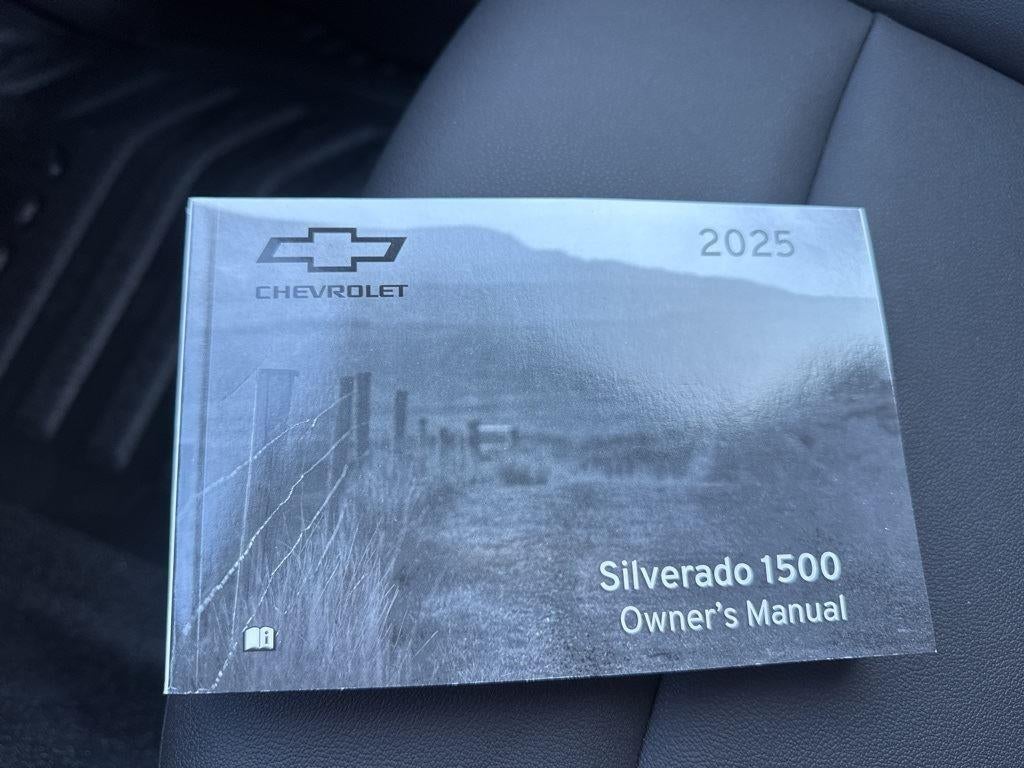 CHEVROLET
2025
Silverado 1500
Owner's Manual
i